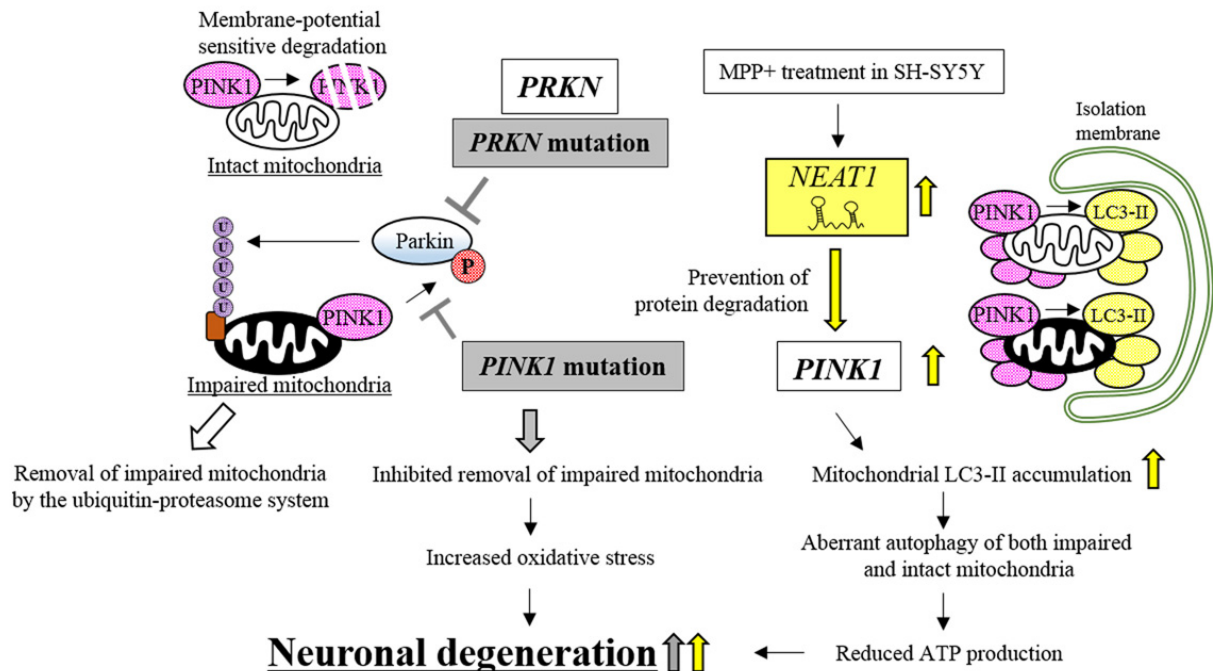 Membrane-potential
sensitive degradation
PINK1
PINK1
Intact mitochondria
PRKN
PRKN mutation
Parkin
P
U
U
U
U
U
PINK1
Impaired mitochondria
PINK1 mutation
Removal of impaired mitochondria
by the ubiquitin-proteasome system
Inhibited removal of impaired mitochondria
Increased oxidative stress
MPP+ treatment in SH-SY5Y
NEAT1
Prevention of
protein degradation
PINK1
Isolation
membrane
PINK1
LC3-II
PINK1
LC3-II
Mitochondrial LC3-II accumulation
Aberrant autophagy of both impaired
and intact mitochondria
Reduced ATP production
Neuronal degeneration